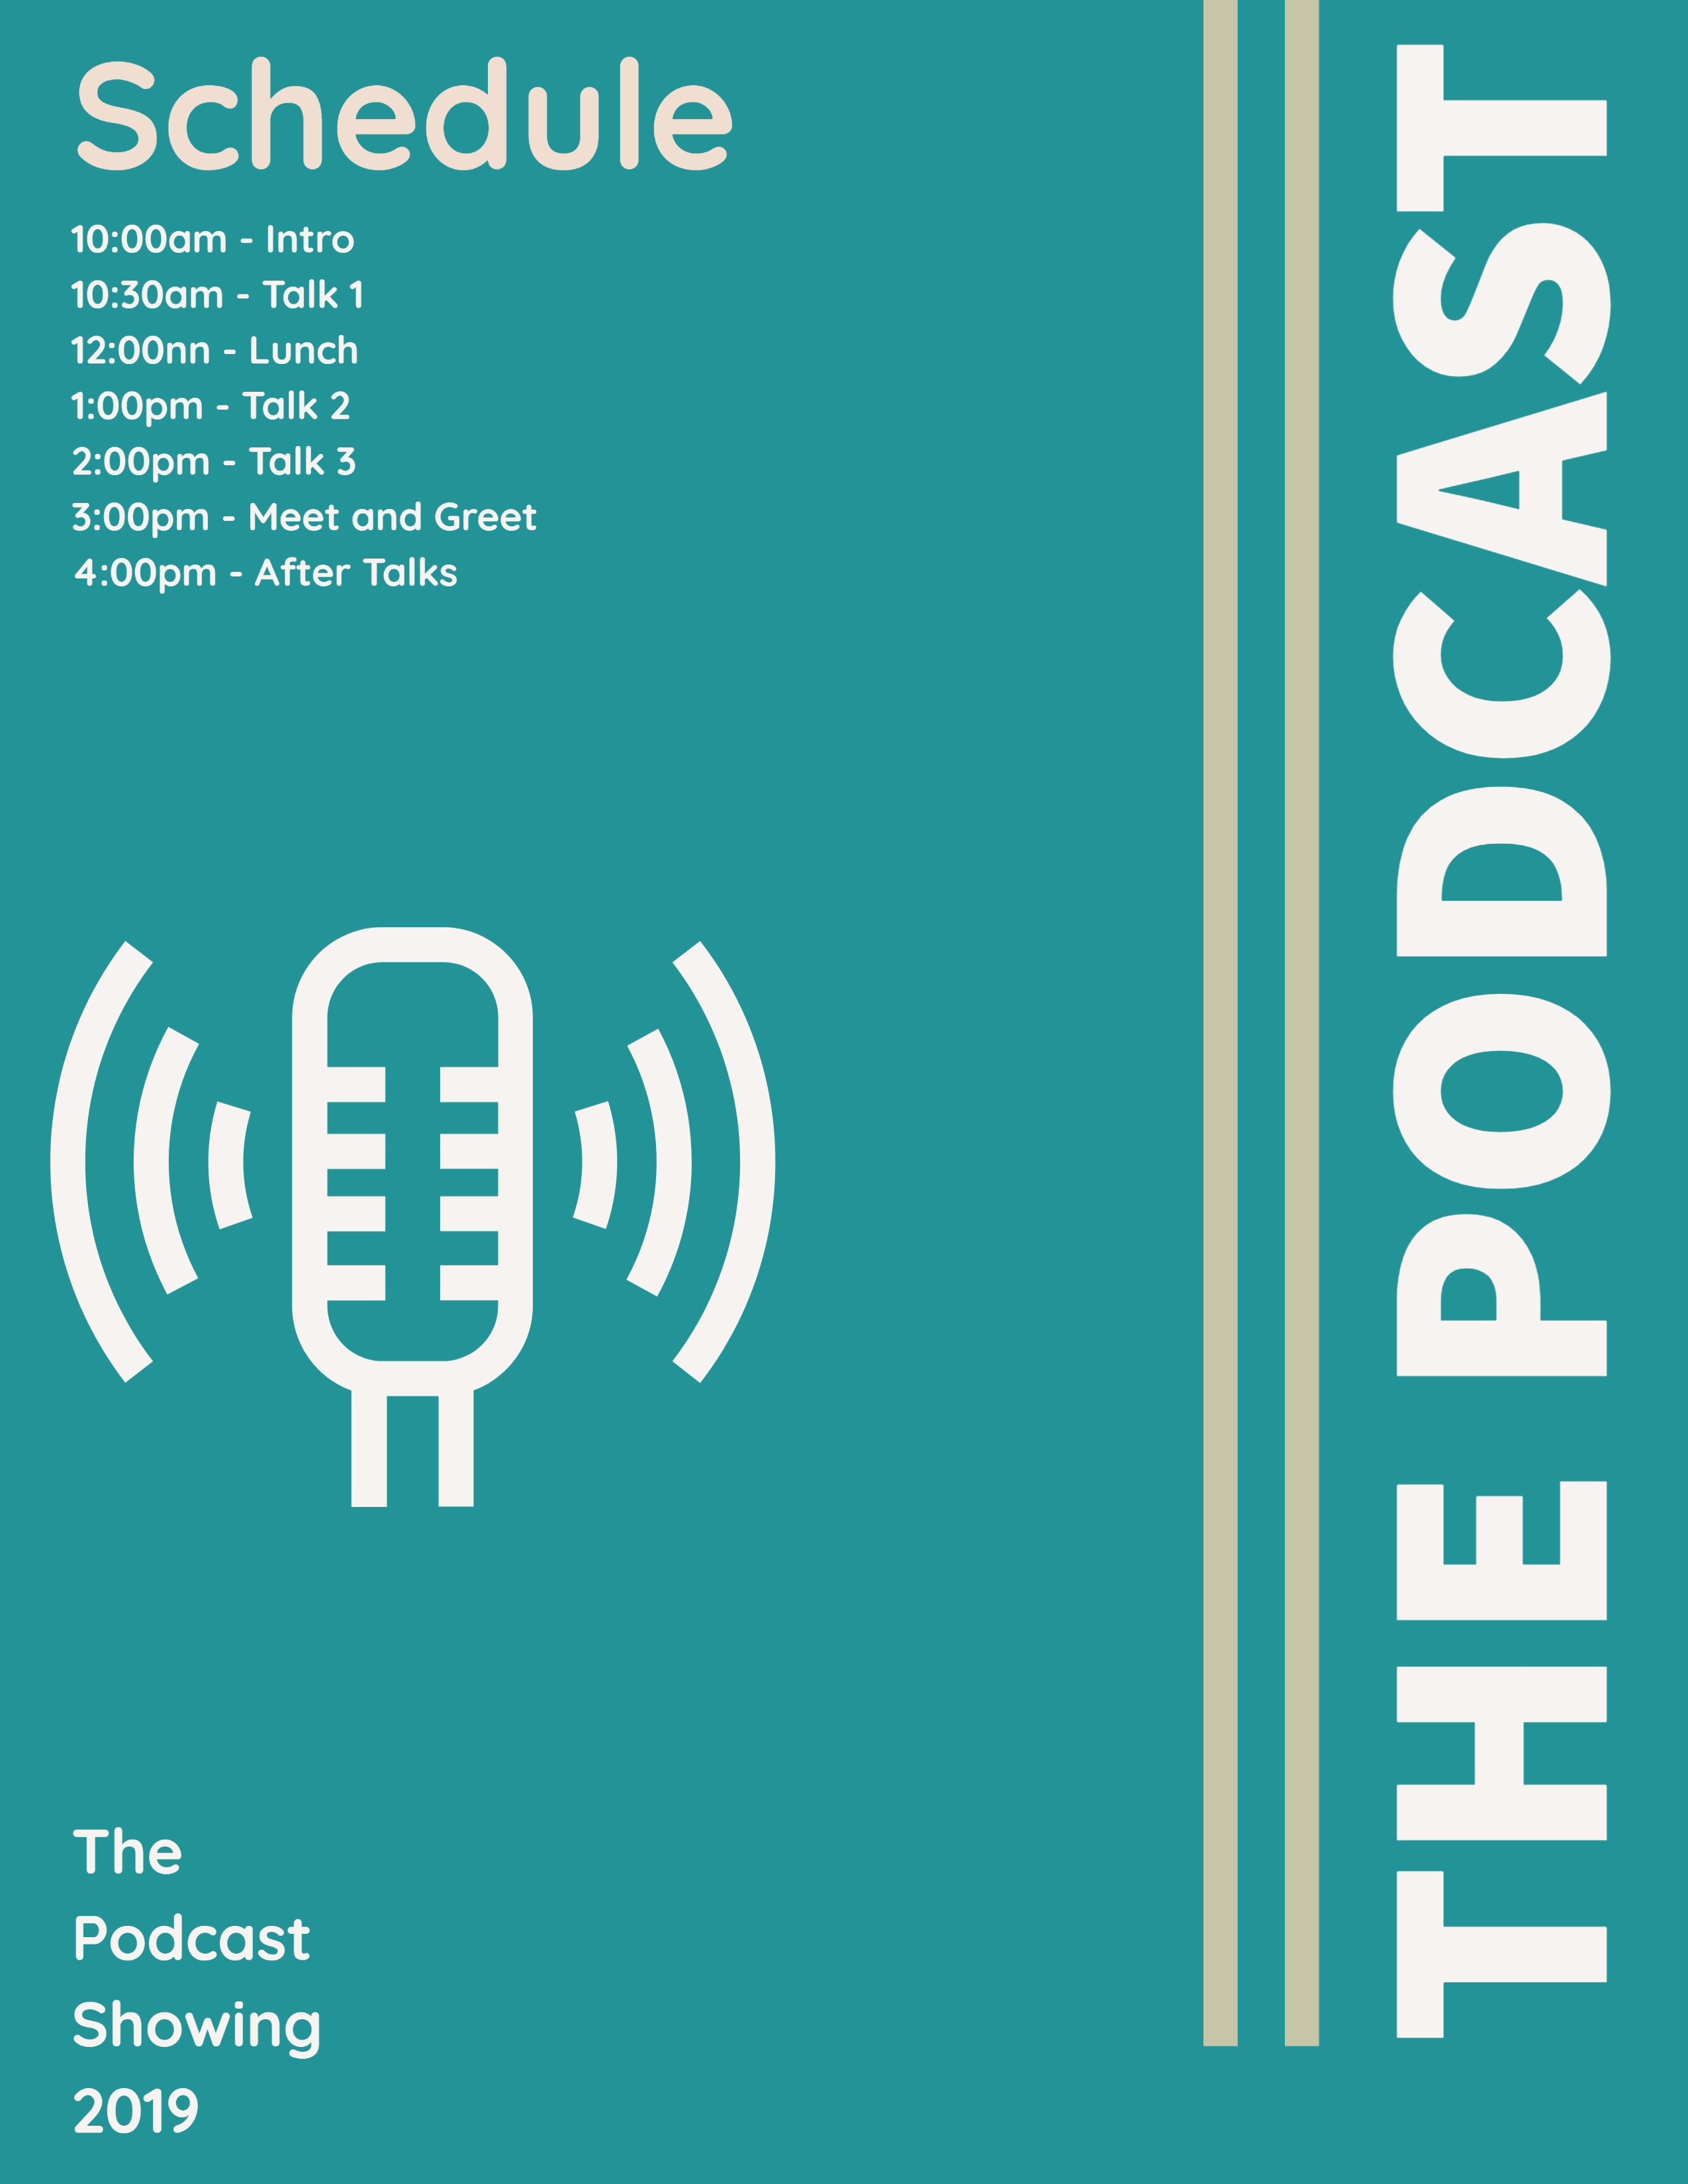 Schedule
10:00am - Intro
10:30am - Talk 1
12:00nn - Lunch
1:00pm - Talk 2
2:00pm - Talk 3
3:00pm - Meet and Greet
4:00pm - After Talks
THE PODCAST
The
Podcast
Showing
2019